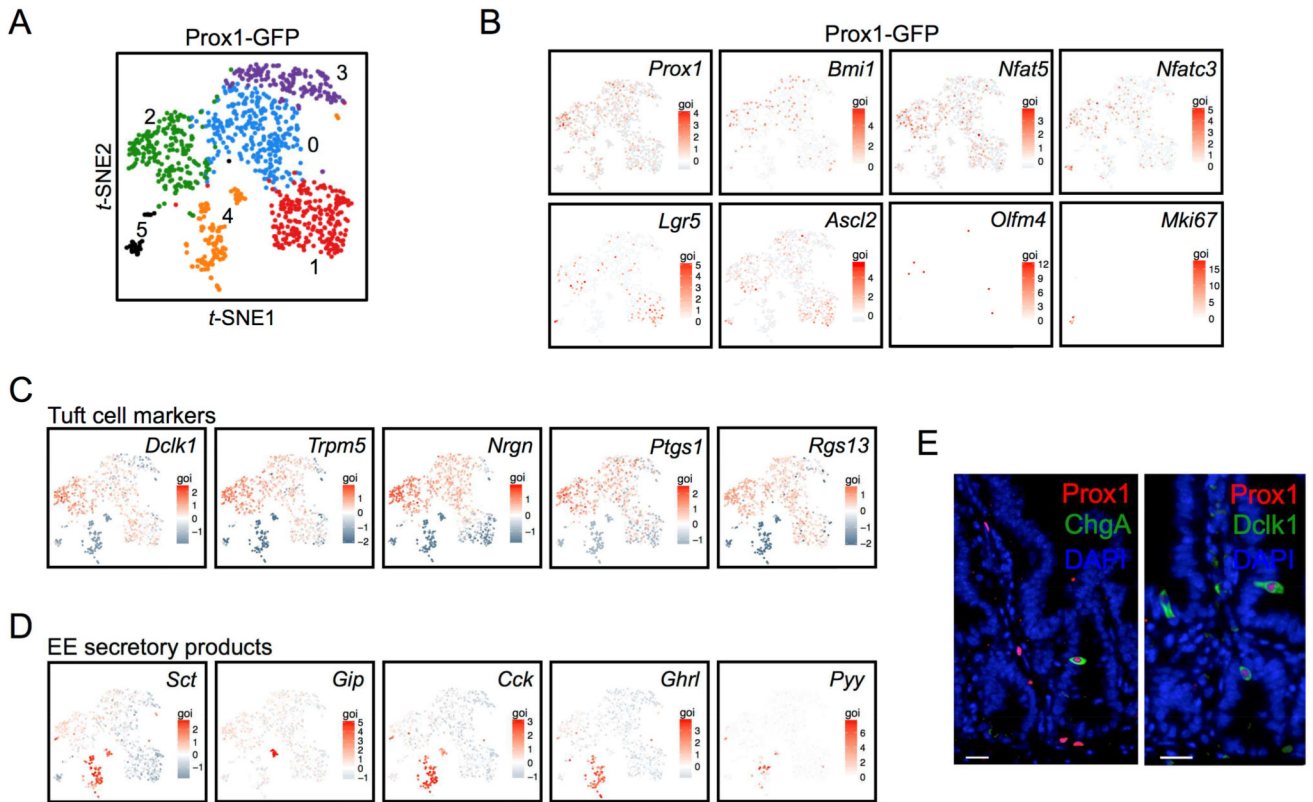 A
Prox1-GFP
3
2
0
4
5
1
t-SNE2
t-SNE1
B
Prox1-GFP
Prox1
goi
4
3
2
1
0
Bmi1
goi
4
3
2
1
0
Nfat5
goi
4
3
2
1
0
Nfatc3
goi
5
4
3
2
1
0
Lgr5
goi
5
4
3
2
1
0
Ascl2
goi
4
2
0
Olfm4
goi
12
9
6
3
0
Mki67
goi
15
10
5
0
C
Tuft cell markers
Dclk1
goi
2
1
0
−1
Trpm5
goi
1
0
−1
−2
Nrgn
goi
1
0
−1
Ptgs1
goi
2
1
0
−1
Rgs13
goi
1
0
−1
−2
D
EE secretory products
Sct
goi
2
1
0
−1
Gip
goi
5
4
3
2
1
0
−1
Cck
goi
3
2
1
0
−1
Ghrl
goi
3
2
1
0
Pyy
goi
6
4
2
0
E
Prox1
ChgA
DAPI
Prox1
Dclk1
DAPI